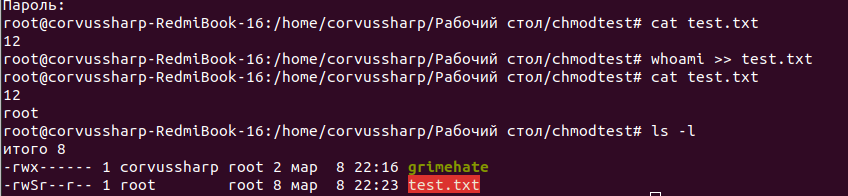 Пароль:
root@corvussharp-RedmiBook-16:/home/corvussharp/Рабочий стол/chmodtest# cat test.txt
12
root@corvussharp-RedmiBook-16:/home/corvussharp/Рабочий стол/chmodtest# whoami >> test.txt
root@corvussharp-RedmiBook-16:/home/corvussharp/Рабочий стол/chmodtest# cat test.txt
12
root
root@corvussharp-RedmiBook-16:/home/corvussharp/Рабочий стол/chmodtest# ls -l
итого 8
-rwx------ 1 corvussharp root 2 мар  8 22:16 grimehate
-rwSr--r-- 1 root        root 8 мар  8 22:23 test.txt